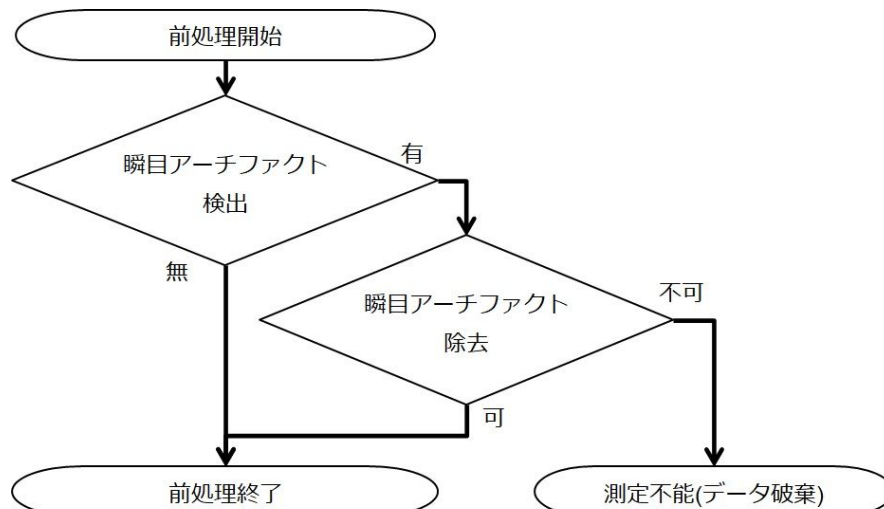 前処理開始
瞬目アーチファクト
検出
有
無
瞬目アーチファクト
除去
不可
可
前処理終了
測定不能(データ破棄)